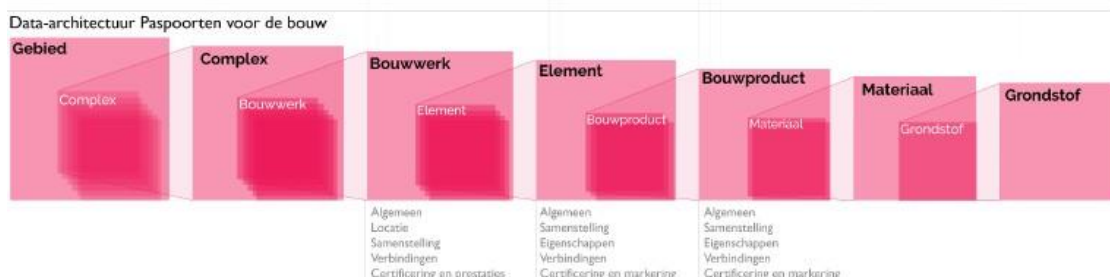 Data-architectuur Paspoorten voor de bouw
Gebied
Complex
Complex
Bouwwerk
Bouwwerk
Element
Element
Bouwproduct
Bouwproduct
Materiaal
Materiaal
Grondstof
Grondstof
Algemeen
Locatie
Samenstelling
Verbindingen
Certificering en prestaties
Algemeen
Samenstelling
Eigenschappen
Verbindingen
Certificering en markering
Algemeen
Samenstelling
Eigenschappen
Verbindingen
Certificering en markering